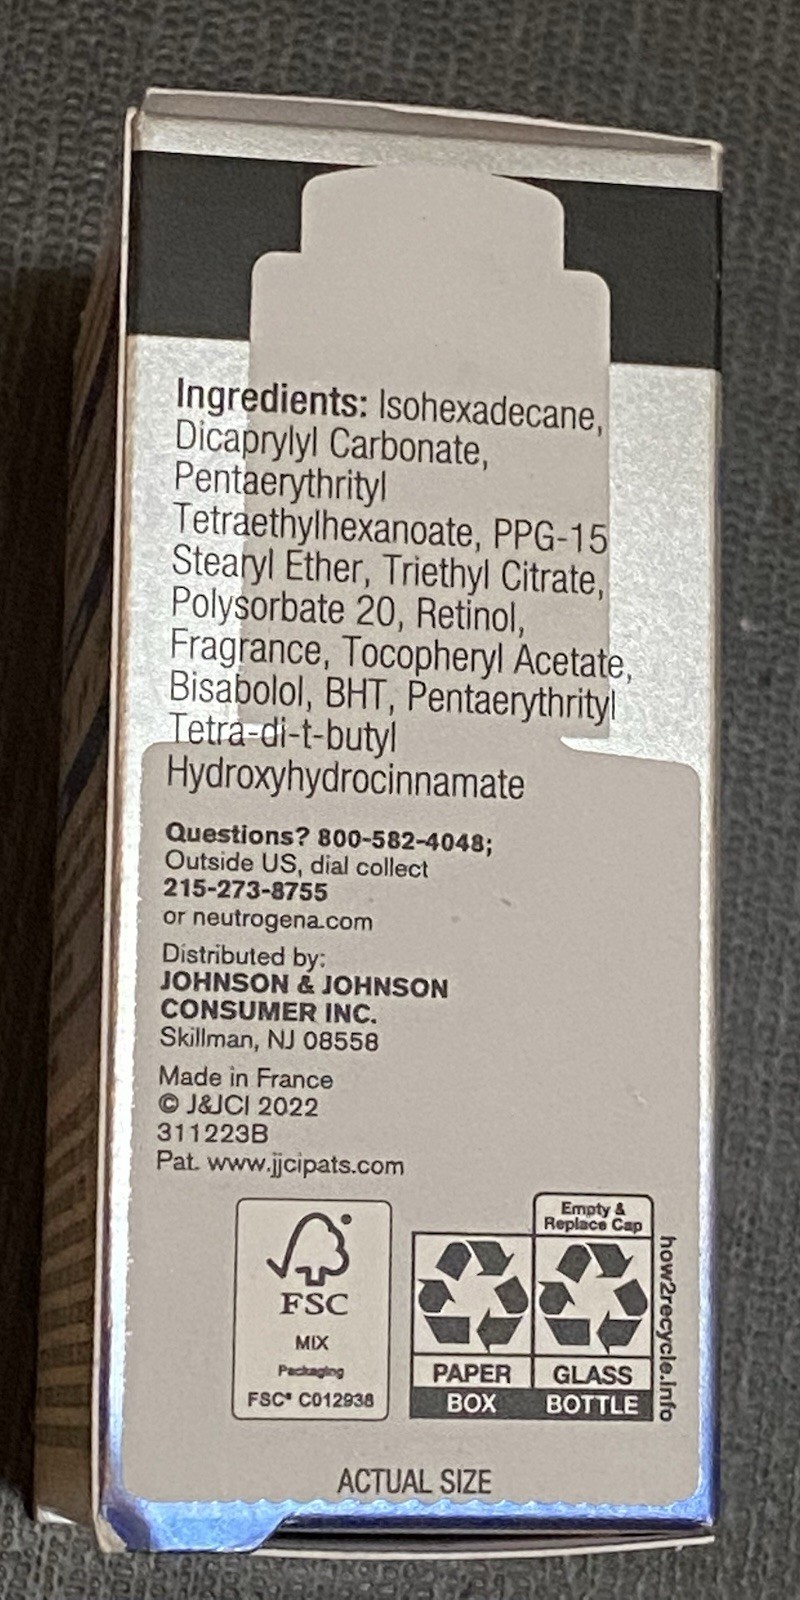 Ingredients: Isohexadecane,
Dicaprylyl Carbonate,
Pentaerythrityl
Tetraethylhexanoate, PPG-15
Stearyl Ether, Triethyl Citrate,
Polysorbate 20, Retinol,
Fragrance, Tocopheryl Acetate,
Bisabolol, BHT, Pentaerythrityl
Tetra-di-t-butyl
Hydroxyhydrocinnamate
Questions? 800-582-4048;
Outside US, dial collect
215-273-8755
or neutrogena.com
Distributed by:
JOHNSON & JOHNSON
CONSUMER INC.
Skillman, NJ 08558
Made in France
© J&JCI 2022
311223B
Pat. www.jjcipats.com
FSC
MIX
Packaging
FSC® C012938
Empty &
Replace Cap
PAPER
BOX
GLASS
BOTTLE
how2recycle.info
ACTUAL SIZE